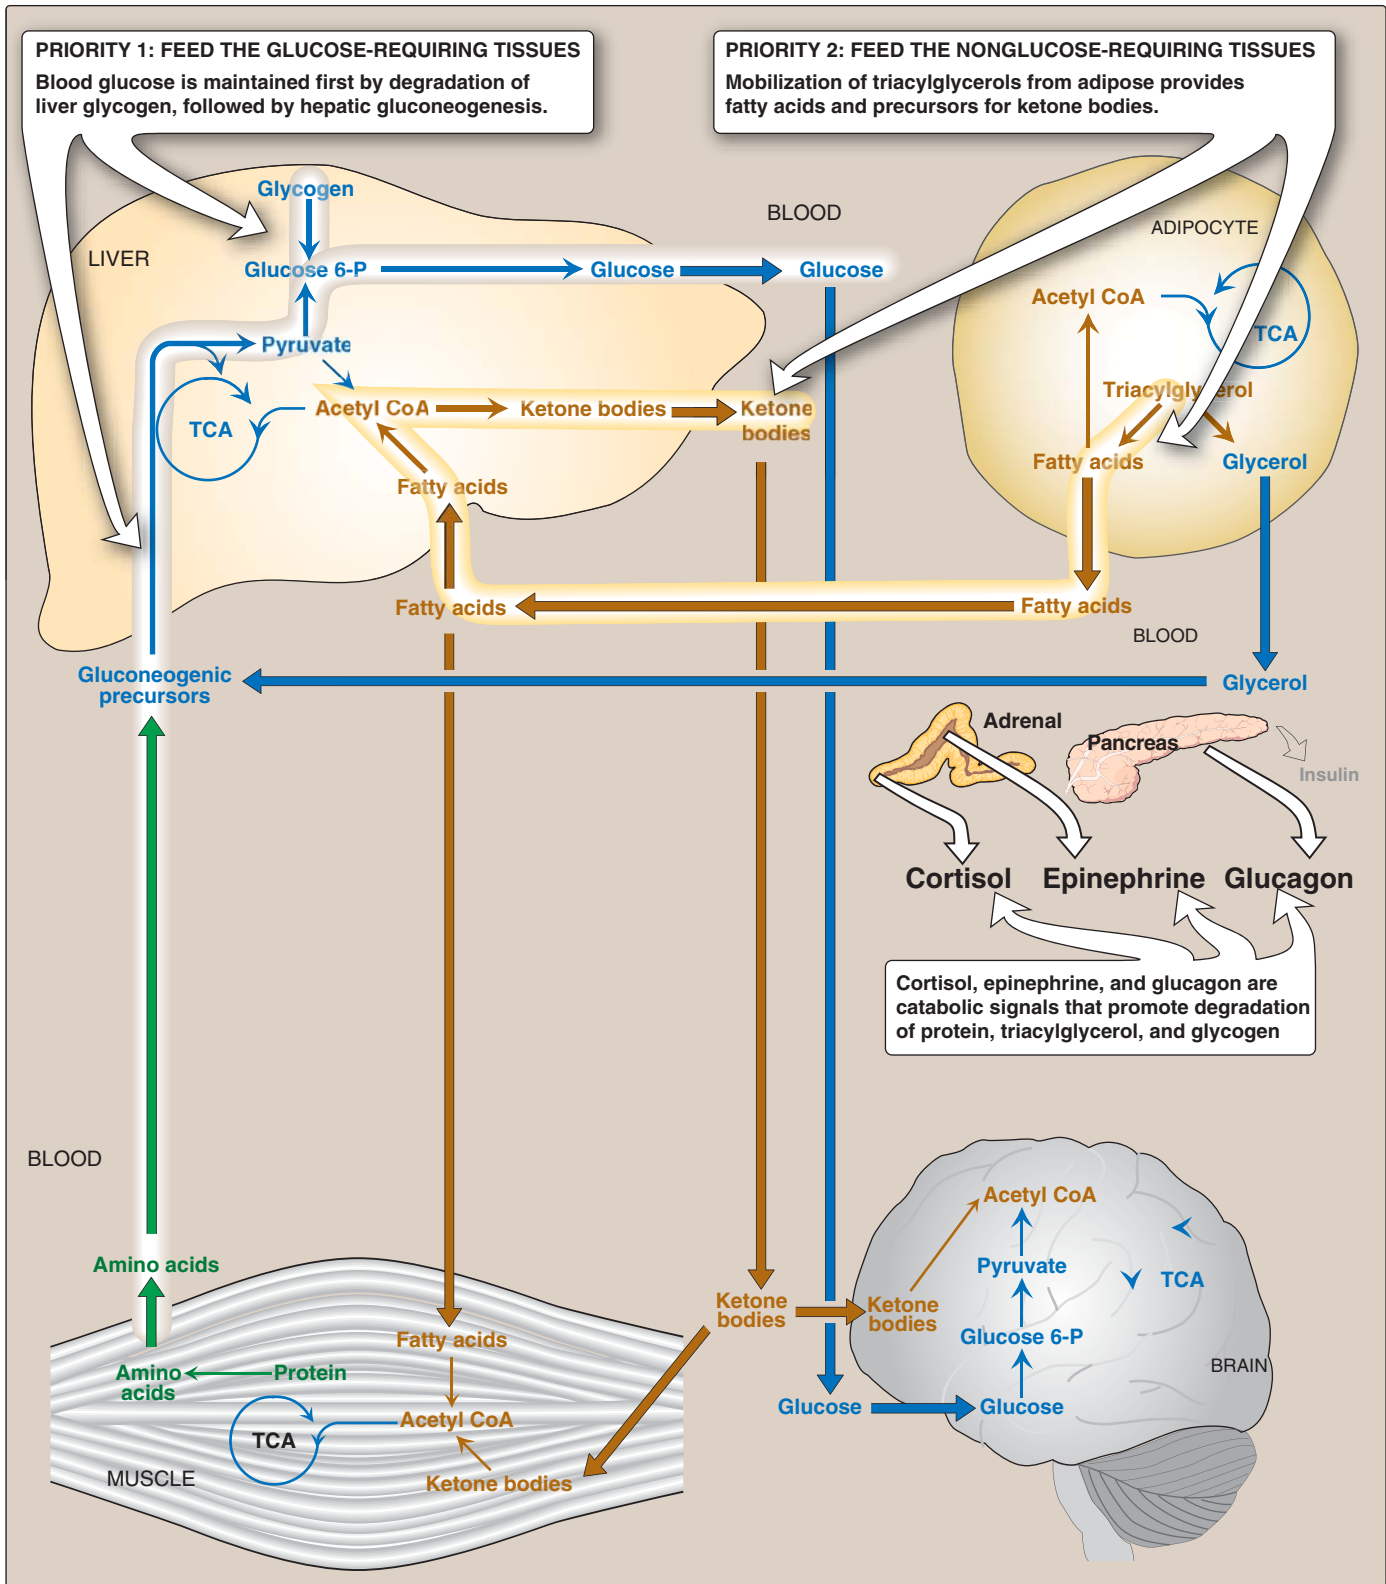 PRIORITY 1: FEED THE GLUCOSE-REQUIRING TISSUES
Blood glucose is maintained first by degradation of
liver glycogen, followed by hepatic gluconeogenesis.
PRIORITY 2: FEED THE NONGLUCOSE-REQUIRING TISSUES
Mobilization of triacylglycerols from adipose provides
fatty acids and precursors for ketone bodies.
LIVER
Glycogen
Glucose 6-P
Glucose
BLOOD
Glucose
Pyruvate
TCA
Acetyl CoA
Ketone bodies
Ketone
bodies
Fatty acids
ADIPOCYTE
Acetyl CoA
TCA
Triacylglycerol
Fatty acids
Glycerol
Fatty acids
Fatty acids
BLOOD
Gluconeogenic
precursors
Glycerol
Adrenal
Pancreas
Insulin
Cortisol
Epinephrine
Glucagon
Cortisol, epinephrine, and glucagon are
catabolic signals that promote degradation
of protein, triacylglycerol, and glycogen
BLOOD
Amino acids
Amino
acids
Protein
Fatty acids
TCA
Acetyl CoA
Ketone bodies
MUSCLE
Ketone
bodies
Glucose
Acetyl CoA
Pyruvate
TCA
Ketone
bodies
Glucose 6-P
BRAIN
Glucose